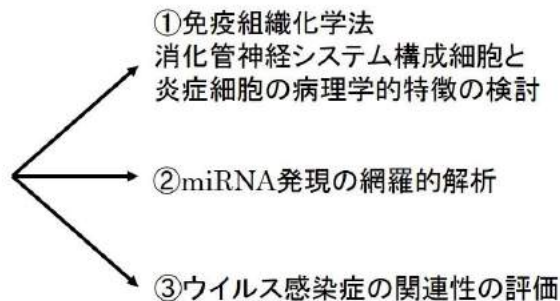 ①免疫組織化学法
消化管神経システム構成細胞と
炎症細胞の病理学的特徴の検討
②miRNA発現の網羅的解析
③ウイルス感染症の関連性の評価